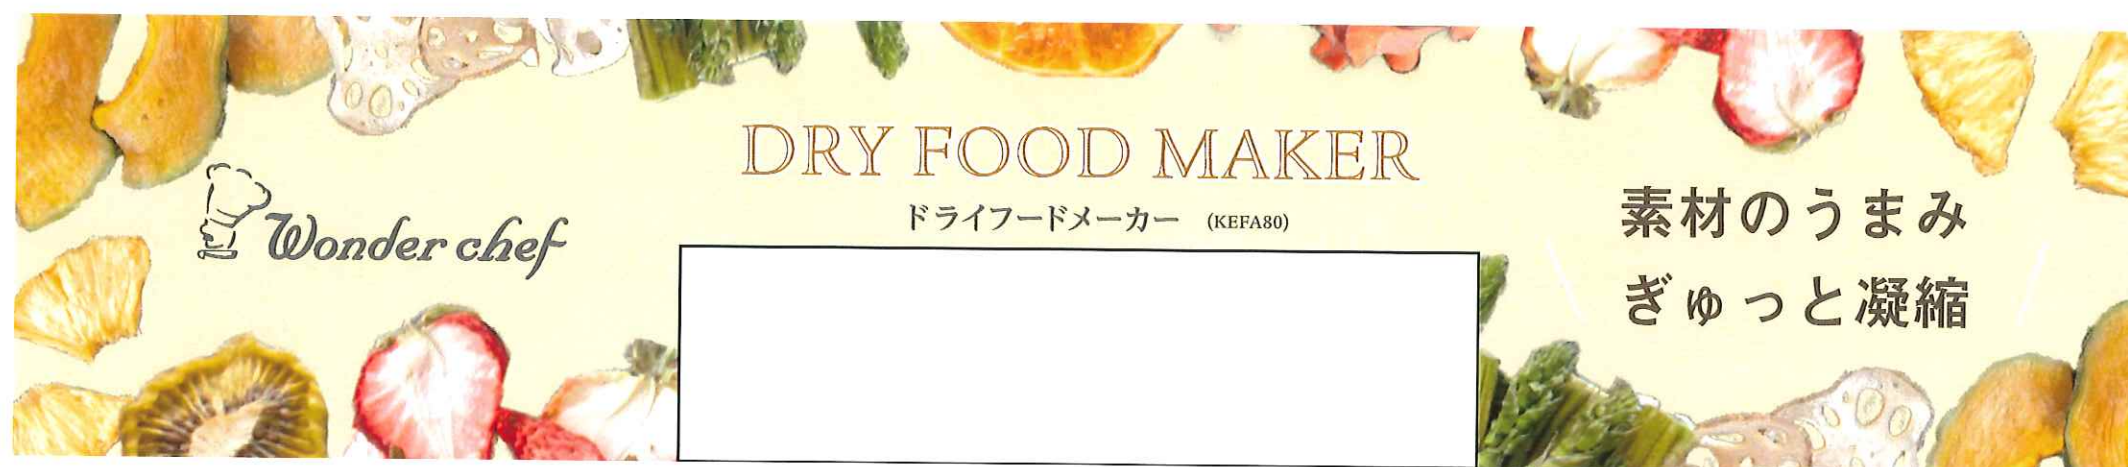 Wonder chef
DRY FOOD MAKER
ドライフードメーカー (KEFA80)
素材のうまみ
ぎゅっと凝縮